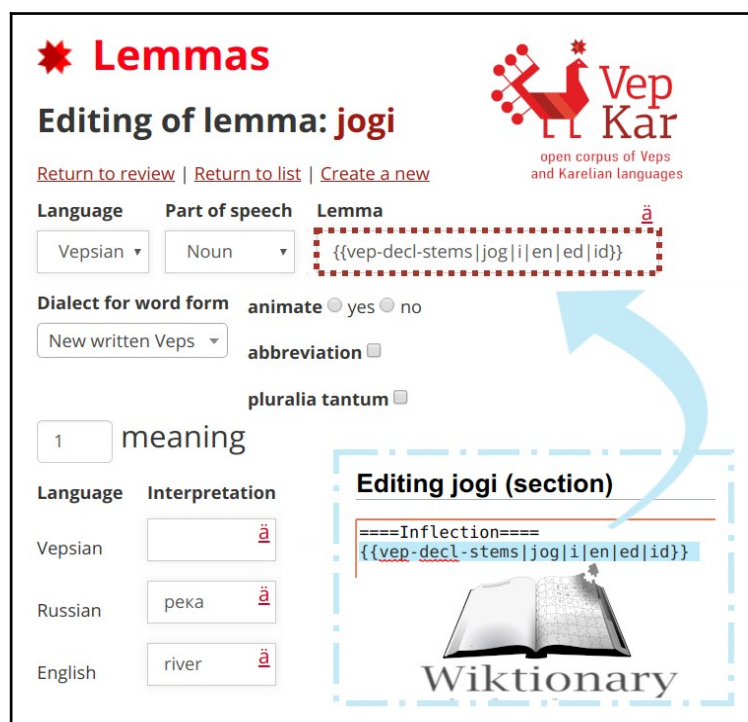 Lemmas
Vep
Kar
open corpus of Veps
and Karelian languages
Editing of lemma: jogi
Return to review | Return to list | Create a new
Language Part of speech Lemma ä
Vepsian ▾ Noun ▾ {{vep-decl-stems|jog|i|en|ed|id}}
Dialect for word form animate yes no
New written Veps ▾ abbreviation
pluralia tantum
1 meaning
Language Interpretation
Vepsian ä
Russian река ä
English river ä
Editing jogi (section)
====Inflection====
{{vep-decl-stems|jog|i|en|ed|id}}
Wiktionary